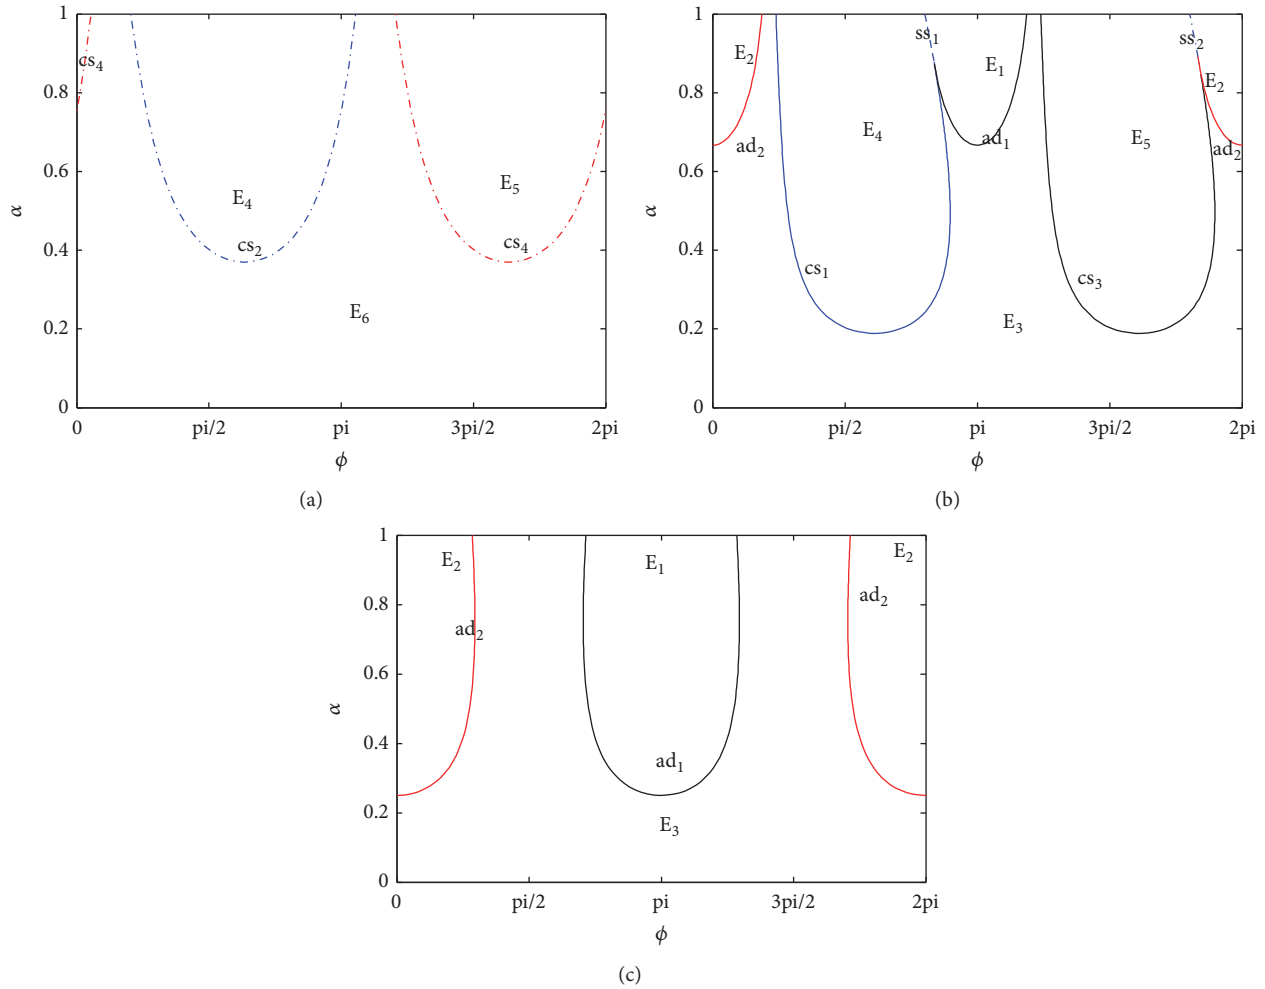 1
cs4
0.8
0.6
E5
E4
α
cs2
cs4
0.4
E6
0.2
0
0
pi/2
pi
3pi/2
2pi
ϕ
(a)
1
ss1
ss2
E2
E1
E2
0.8
E4
ad1
E5
ad2
ad2
0.6
α
0.4
cs1
cs3
E3
0.2
0
0
pi/2
pi
3pi/2
2pi
ϕ
(b)
1
E2
E1
E2
0.8
ad2
ad2
0.6
α
0.4
ad1
0.2
E3
0
0
pi/2
pi
3pi/2
2pi
ϕ
(c)